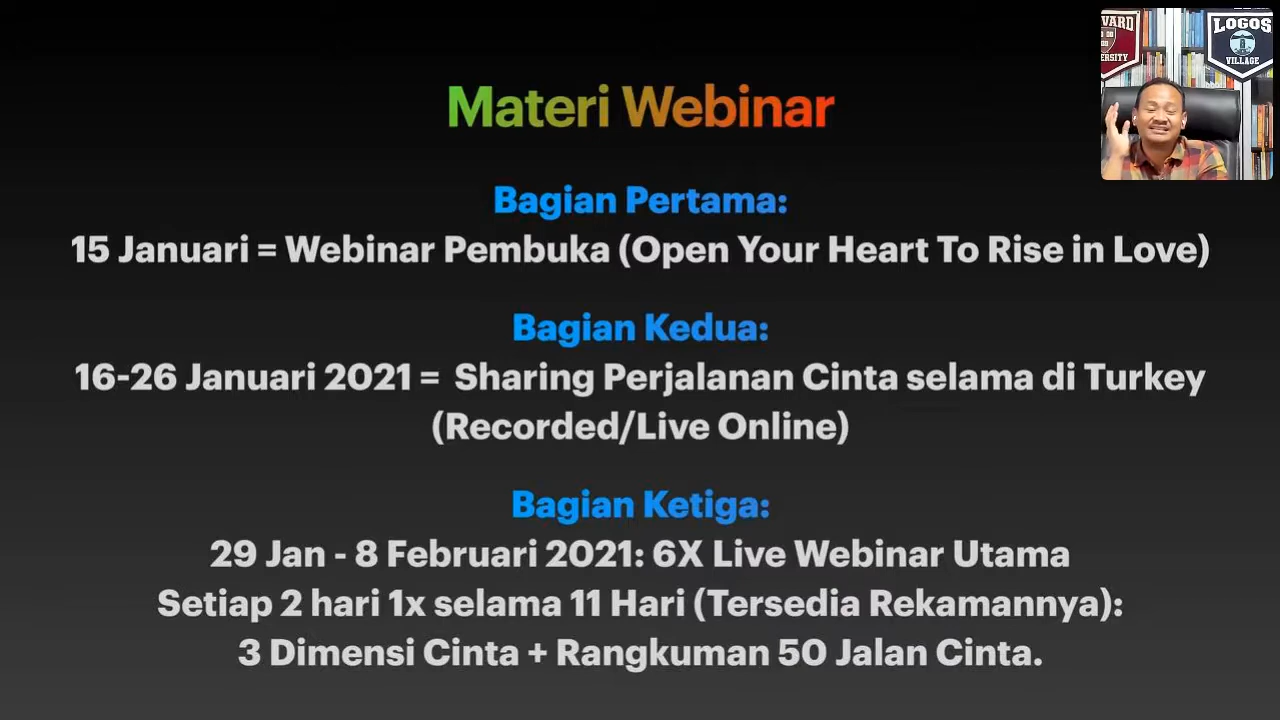 Materi Webinar
Bagian Pertama:
15 Januari = Webinar Pembuka (Open Your Heart To Rise in Love)
Bagian Kedua:
16-26 Januari 2021 = Sharing Perjalanan Cinta selama di Turkey
(Recorded/Live Online)
Bagian Ketiga:
29 Jan - 8 Februari 2021: 6X Live Webinar Utama
Setiap 2 hari 1x selama 11 Hari (Tersedia Rekamannya):
3 Dimensi Cinta + Rangkuman 50 Jalan Cinta.
VARD
ERSITY
LOGOS
VILLAGE